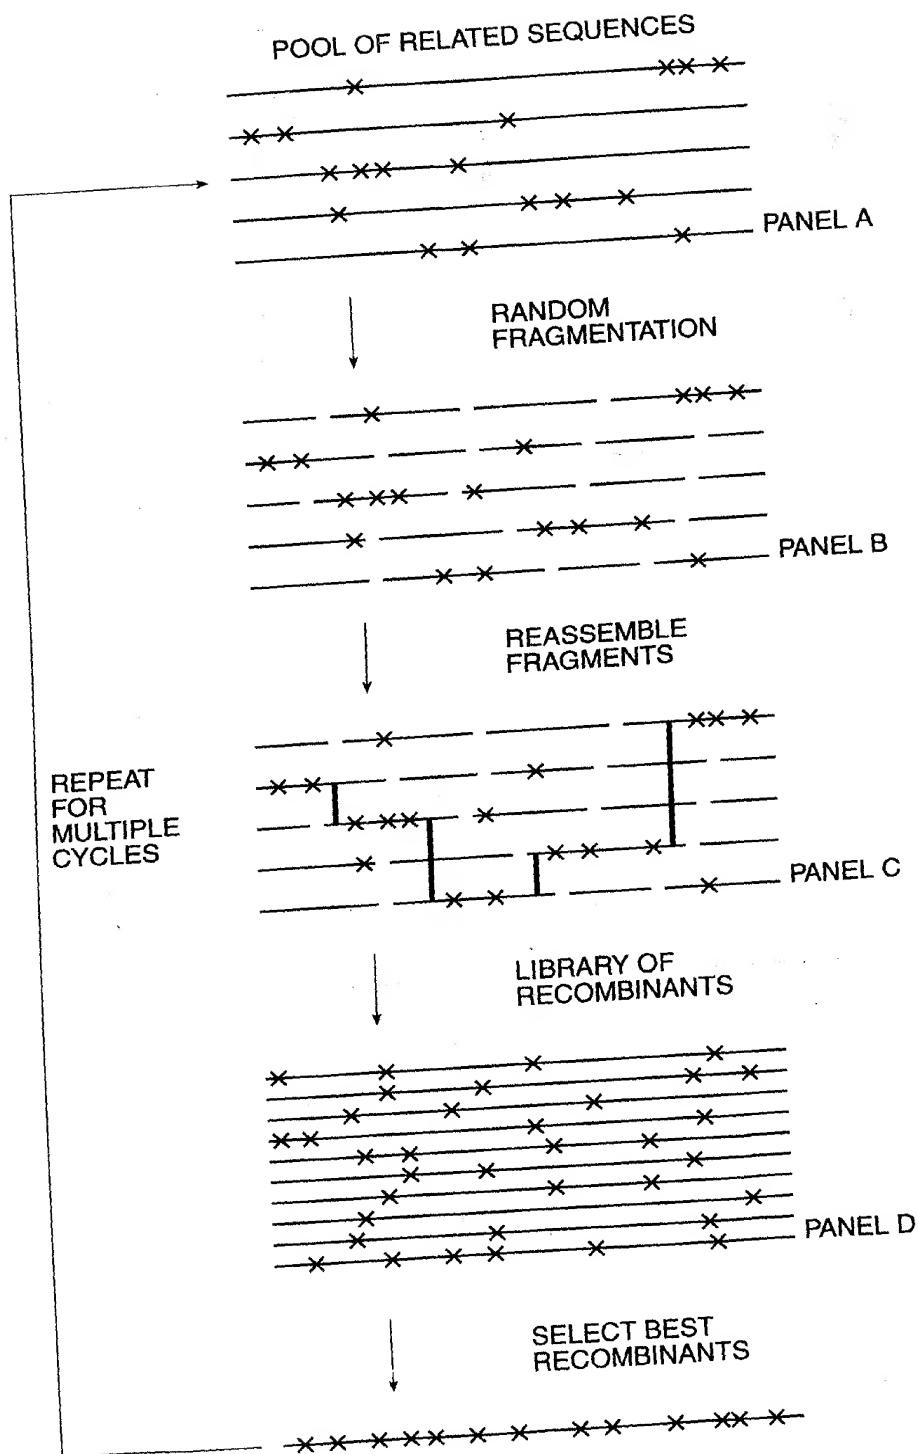 POOL OF RELATED SEQUENCES
PANEL A
RANDOM
FRAGMENTATION
PANEL B
REASSEMBLE
FRAGMENTS
REPEAT
FOR
MULTIPLE
CYCLES
PANEL C
LIBRARY OF
RECOMBINANTS
PANEL D
SELECT BEST
RECOMBINANTS